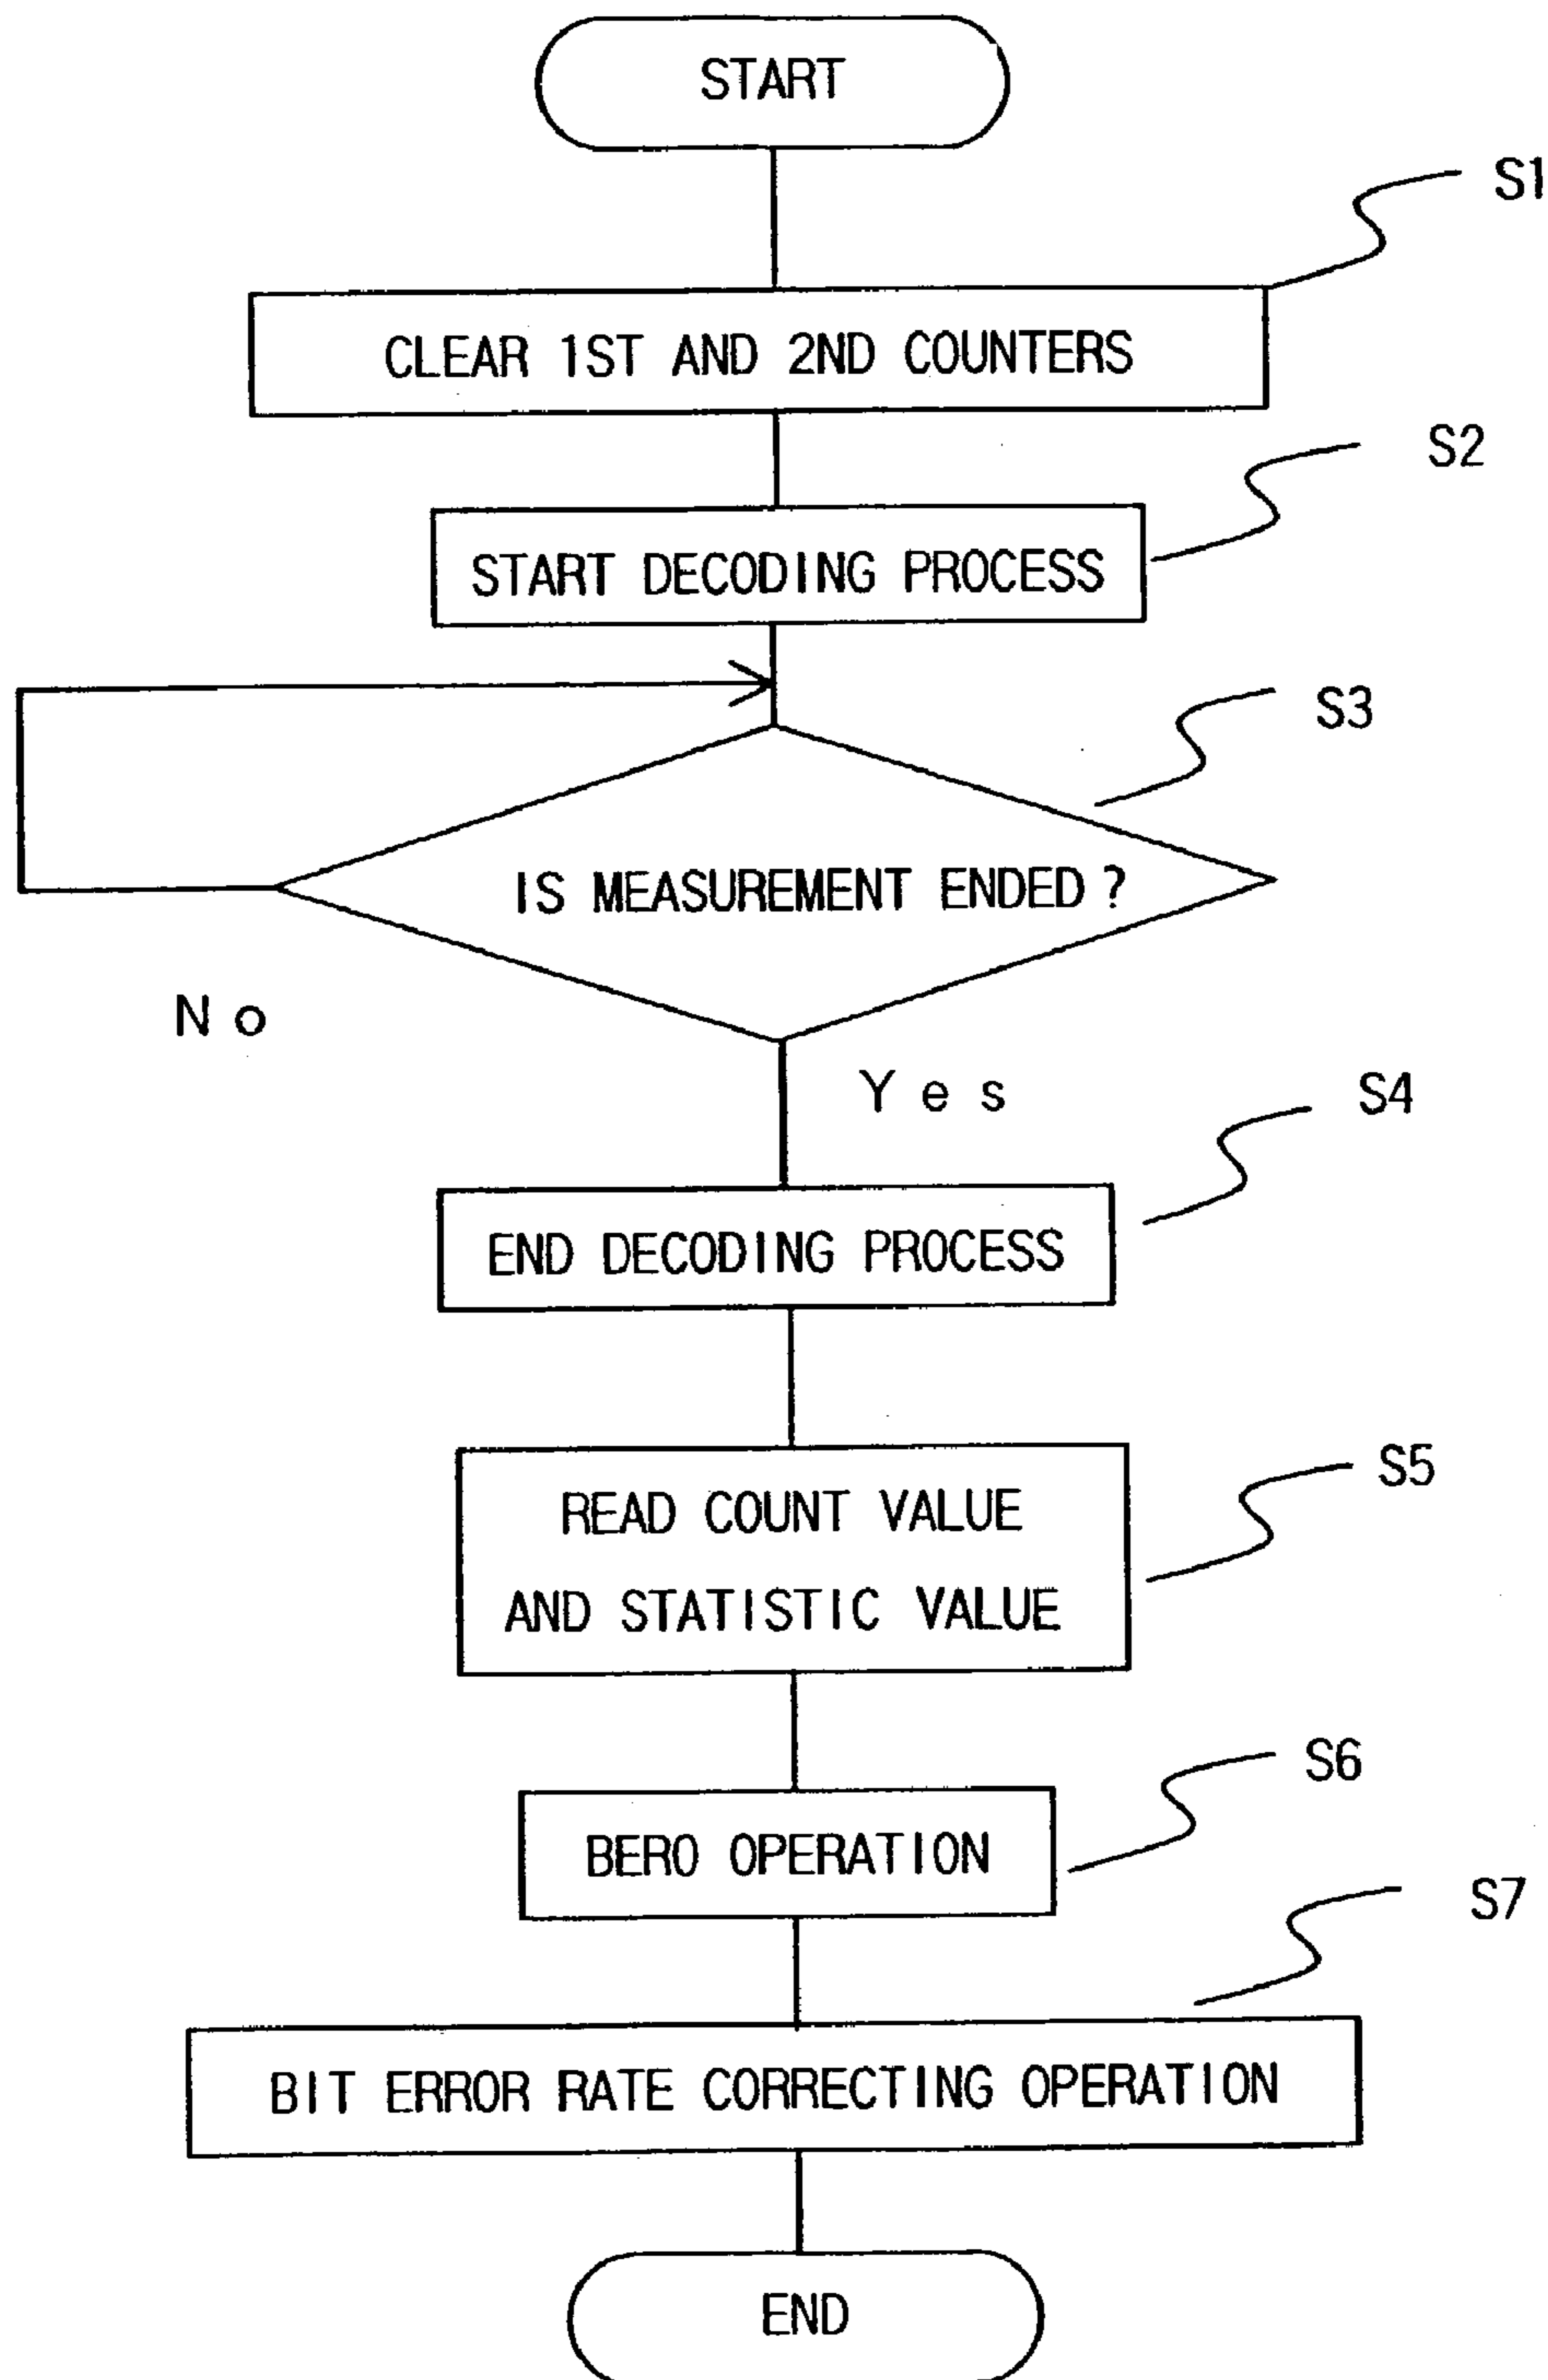 START
S1
CLEAR 1ST AND 2ND COUNTERS
S2
START DECODING PROCESS
S3
IS MEASUREMENT ENDED ?
No
Yes
S4
END DECODING PROCESS
S5
READ COUNT VALUE
AND STATISTIC VALUE
S6
BERO OPERATION
S7
BIT ERROR RATE CORRECTING OPERATION
END